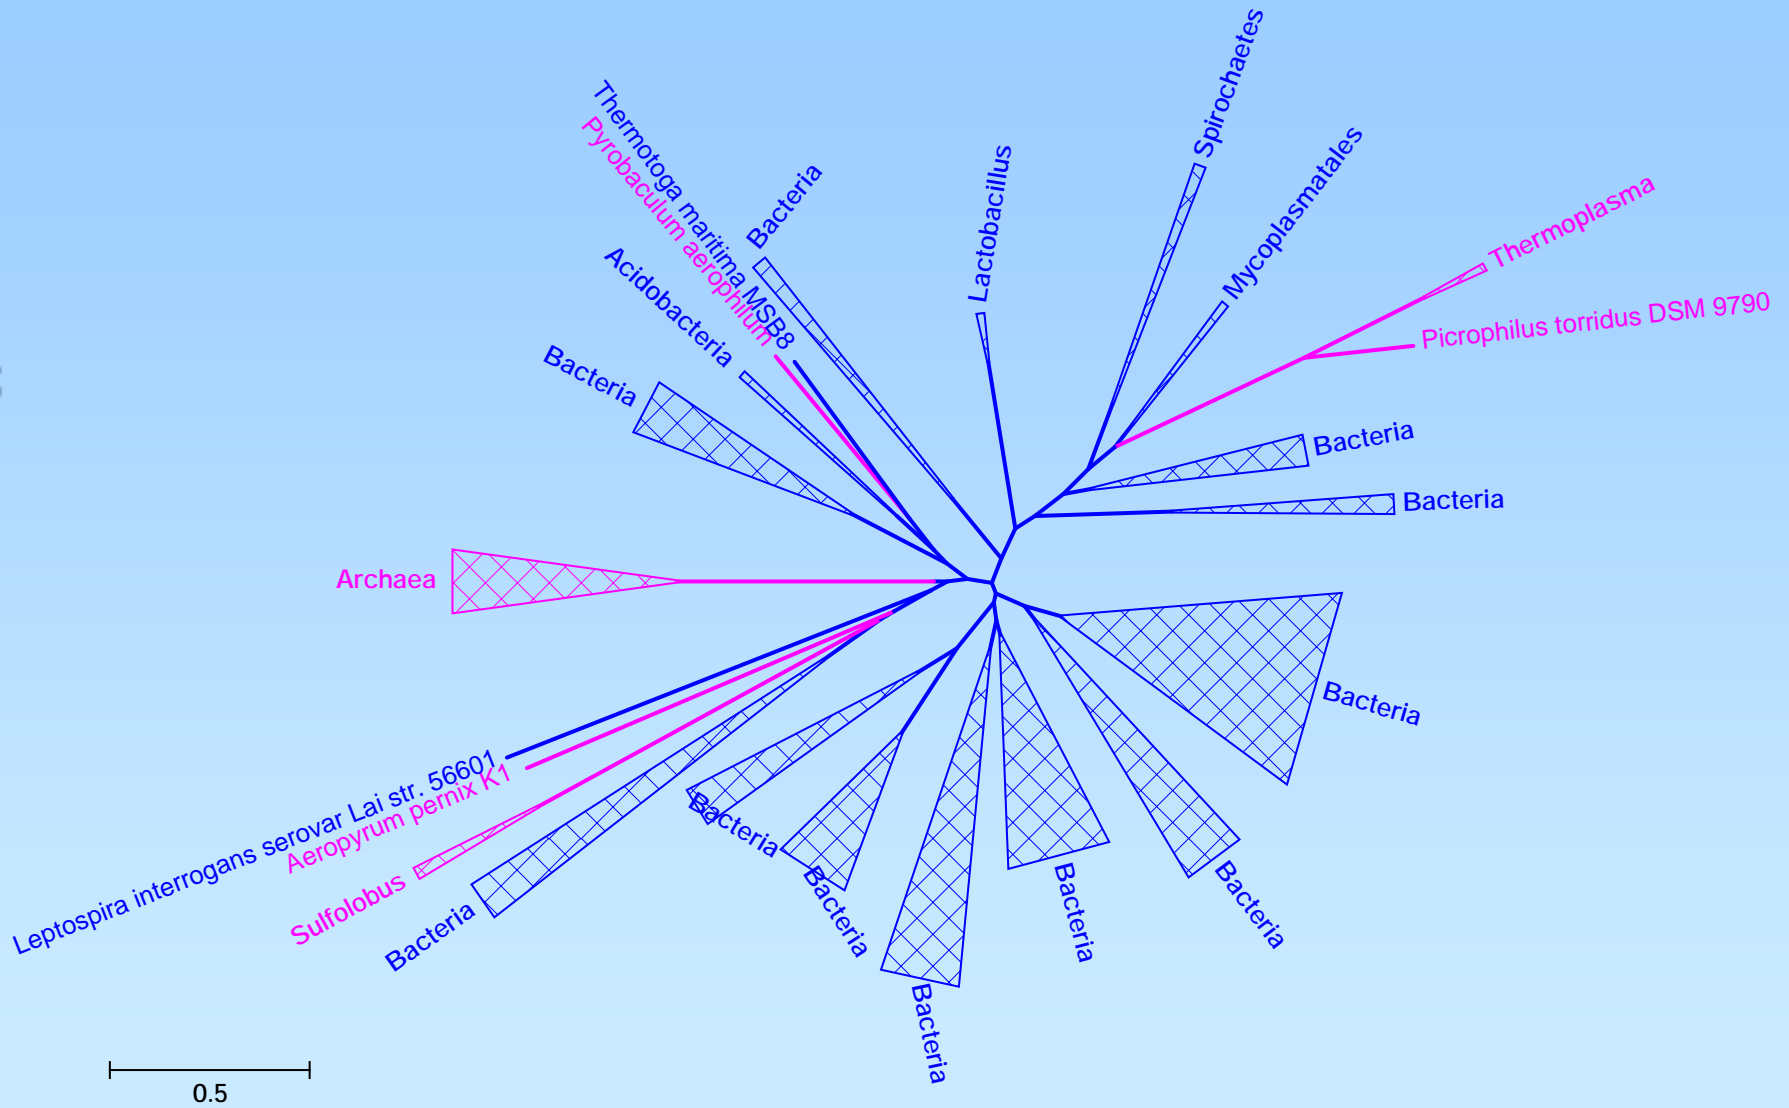 Spirochaetes
Thermotoga maritima MSB8
Pyrobaculum aerophilum
Bacteria
Lactobacillus
Mycoplasmatales
Thermoplasma
Acidobacteria
Picrophilus torridus DSM 9790
Bacteria
Bacteria
Bacteria
Archaea
Bacteria
Leptospira interrogans serovar Lai str. 56601
Aeropyrum pernix K1
Sulfolobus
Bacteria
Bacteria
Bacteria
Bacteria
Bacteria
Bacteria
0.5